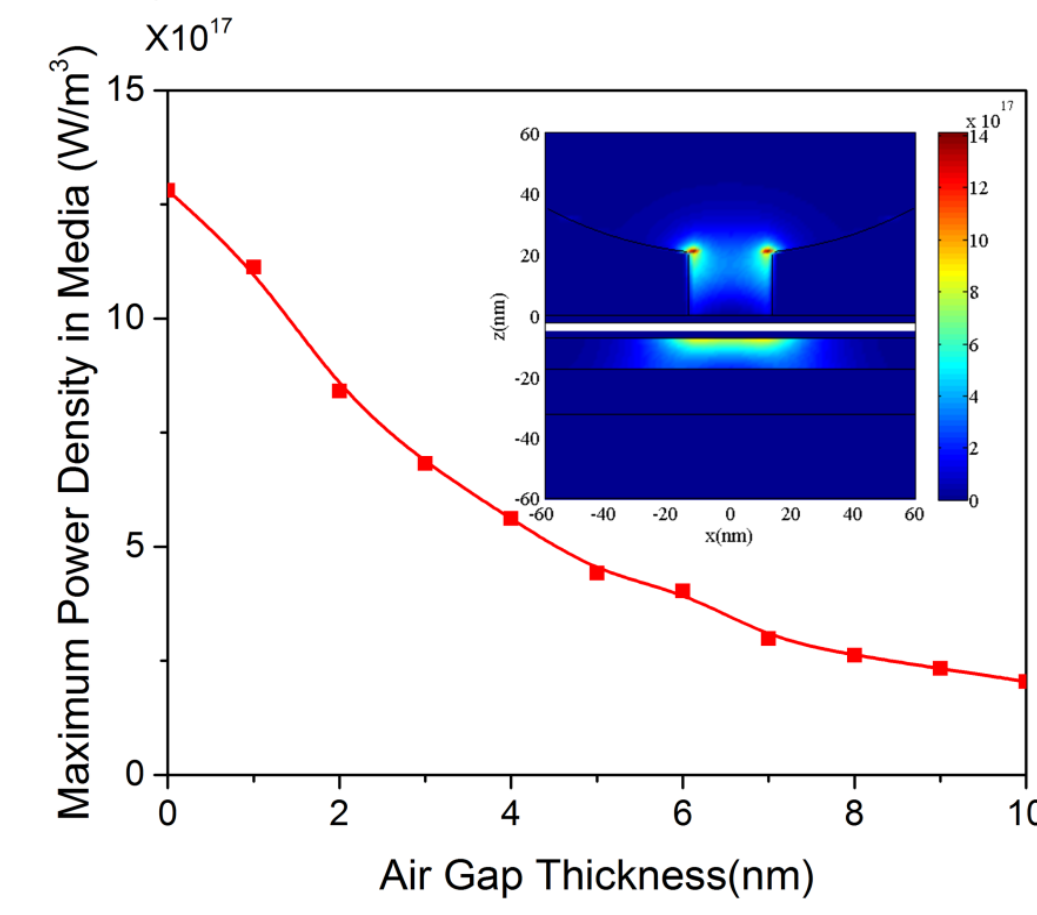 X10^17
Maximum Power Density in Media (W/m^3)
15
10
5
0
0 2 4 6 8 10
Air Gap Thickness(nm)
x 10^17
14
12
10
8
6
4
2
0
z(nm)
60
40
20
0
-20
-40
-60
-60 -40 -20 0 20 40 60
x(nm)